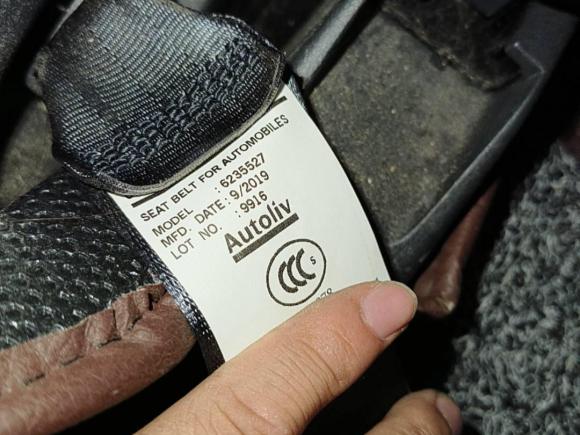 SEAT BELT FOR AUTOMOBILES
MODEL : 6235527
MFD. DATE : 9/2019
LOT NO. : 9916
Autoliv
CCC S